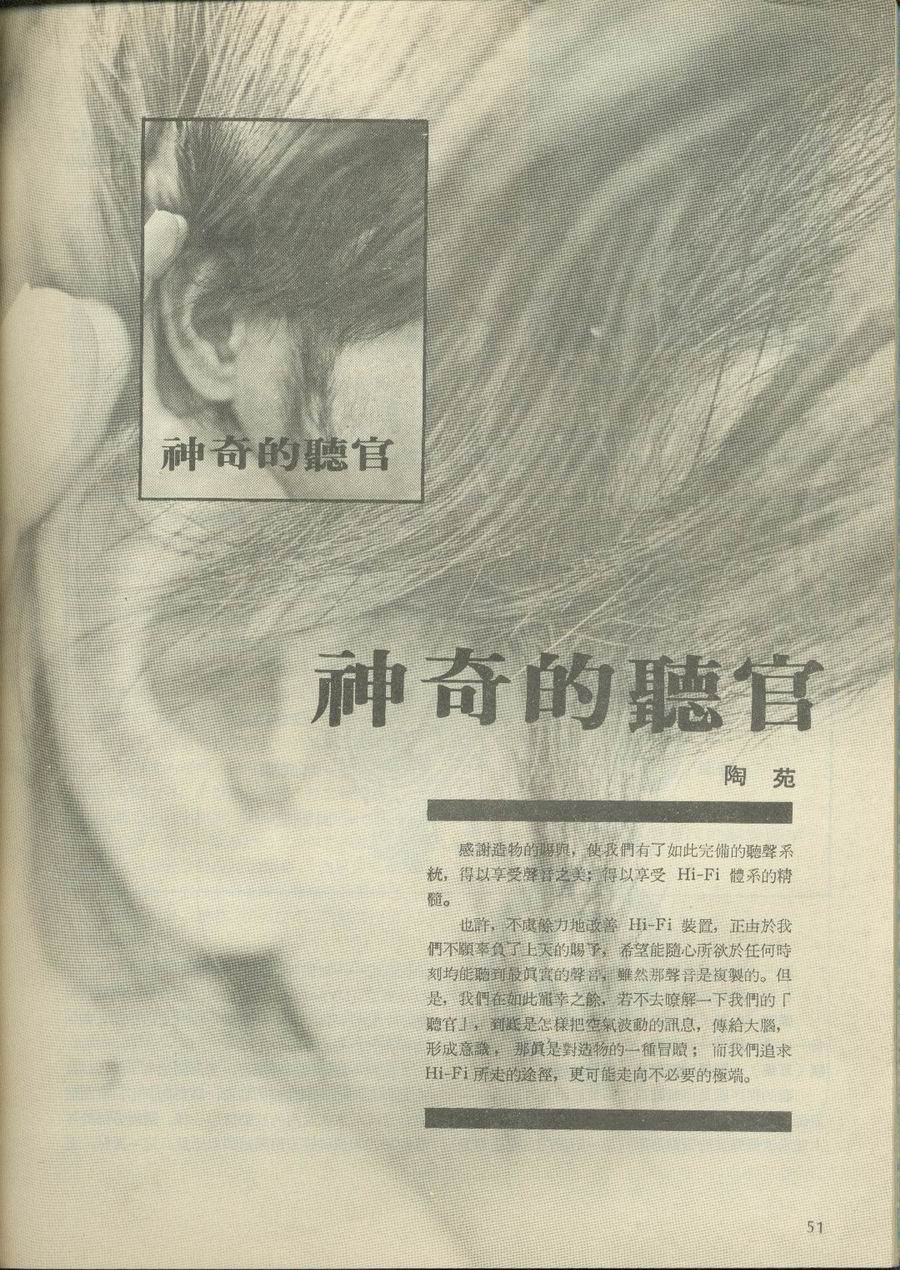 神奇的聽官
神奇的聽官
陶 苑
感謝造物的賜與，使我們有了如此完備的聽聲系
統，得以享受聲音之美；得以享受 Hi-Fi 體系的精
髓。
也許，不虞餘力地改善 Hi-Fi 裝置，正由於我
們不願辜負了上天的賜予，希望能隨心所欲於任何時
刻均能聽到最眞實的聲音，雖然那聲音是複製的。但
是，我們在如此寵幸之餘，若不去瞭解一下我們的「
聽官」，到底是怎樣把空氣波動的訊息，傳給大腦，
形成意識，那眞是對造物的一種冒瀆；而我們追求
Hi-Fi 所走的途徑，更可能走向不必要的極端。
51